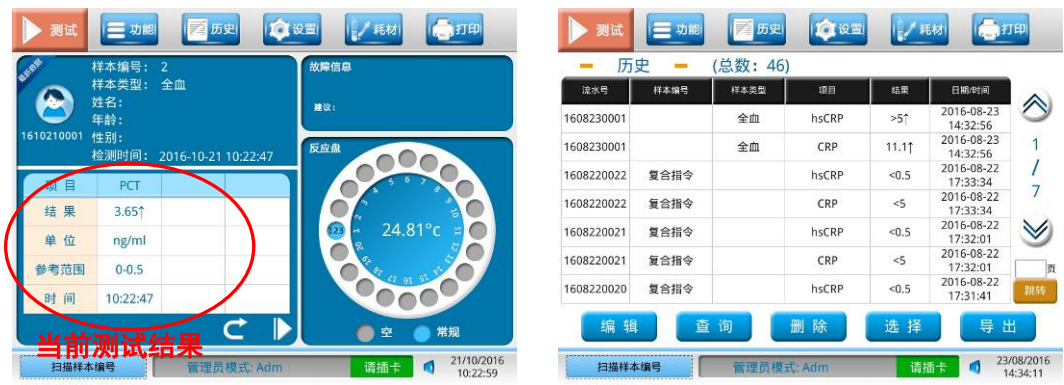 测试 功能 历史 设置 耗材 打印
最新数据
样本编号： 2
样本类型： 全血
姓名：
年龄：
1610210001 性别：
检测时间： 2016-10-21 10:22:47
项 目 PCT
结 果 3.65↑
单 位 ng/ml
参考范围 0-0.5
时 间 10:22:47
当前测试结果
故障信息
建议：
反应盘
123
24.81°c
空 常规
扫描样本编号 管理员模式: Adm 请插卡 21/10/2016
10:22:59
测试 功能 历史 设置 耗材 打印
历史 (总数： 46)
流水号 样本编号 样本类型 项目 结果 日期/时间
1608230001 全血 hsCRP >5↑ 2016-08-23
14:32:56
1608230001 全血 CRP 11.1↑ 2016-08-23
14:32:56
1608220022 复合指令 hsCRP <0.5 2016-08-22
17:33:34
1608220022 复合指令 CRP <5 2016-08-22
17:33:34
1608220021 复合指令 hsCRP <0.5 2016-08-22
17:32:01
1608220021 复合指令 CRP <5 2016-08-22
17:32:01
1608220020 复合指令 hsCRP <0.5 2016-08-22
17:31:41
1
/
7
页
跳转
编 辑 查 询 删 除 选 择 导 出
扫描样本编号 管理员模式: Adm 请插卡 23/08/2016
14:34:11